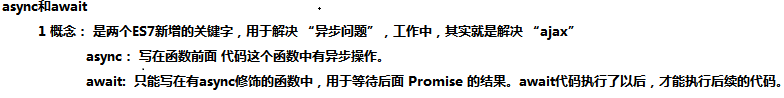 async和await
1 概念： 是两个ES7新增的关键字，用于解决 “异步问题”，工作中，其实就是解决 “ajax”
async： 写在函数前面 代码这个函数中有异步操作。
await: 只能写在有async修饰的函数中，用于等待后面 Promise 的结果。await代码执行了以后，才能执行后续的代码。